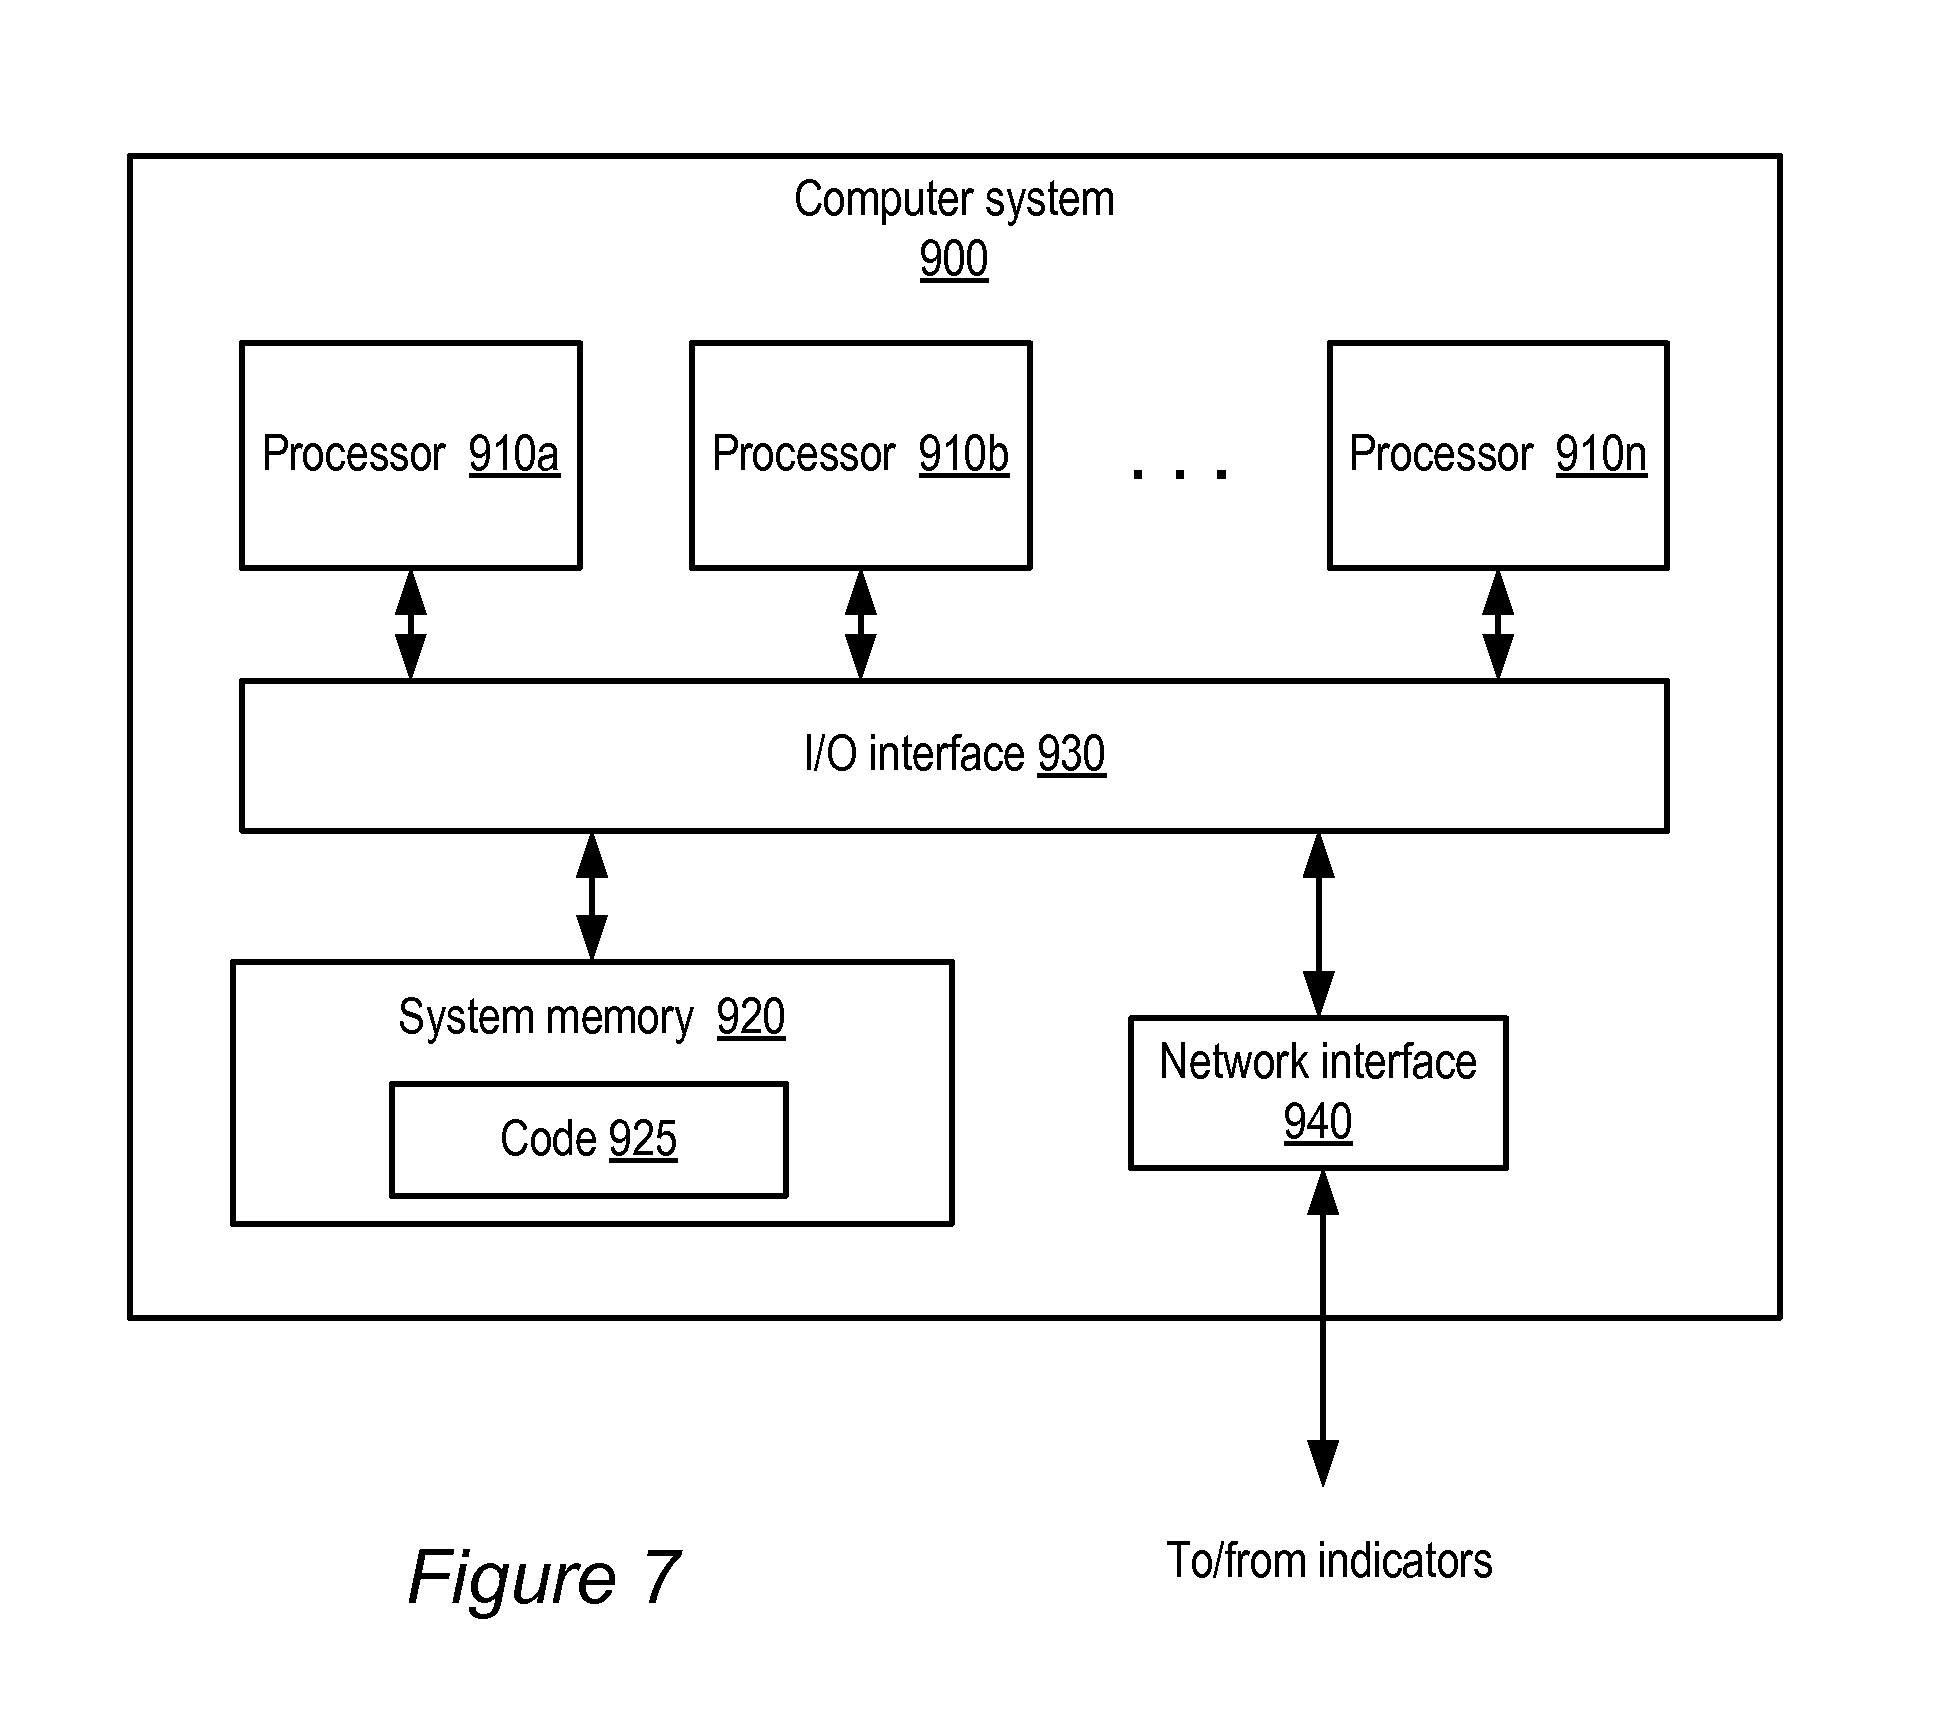 Computer system
900
Processor 910a
Processor 910b
. . .
Processor 910n
I/O interface 930
System memory 920
Code 925
Network interface
940
To/from indicators
Figure 7